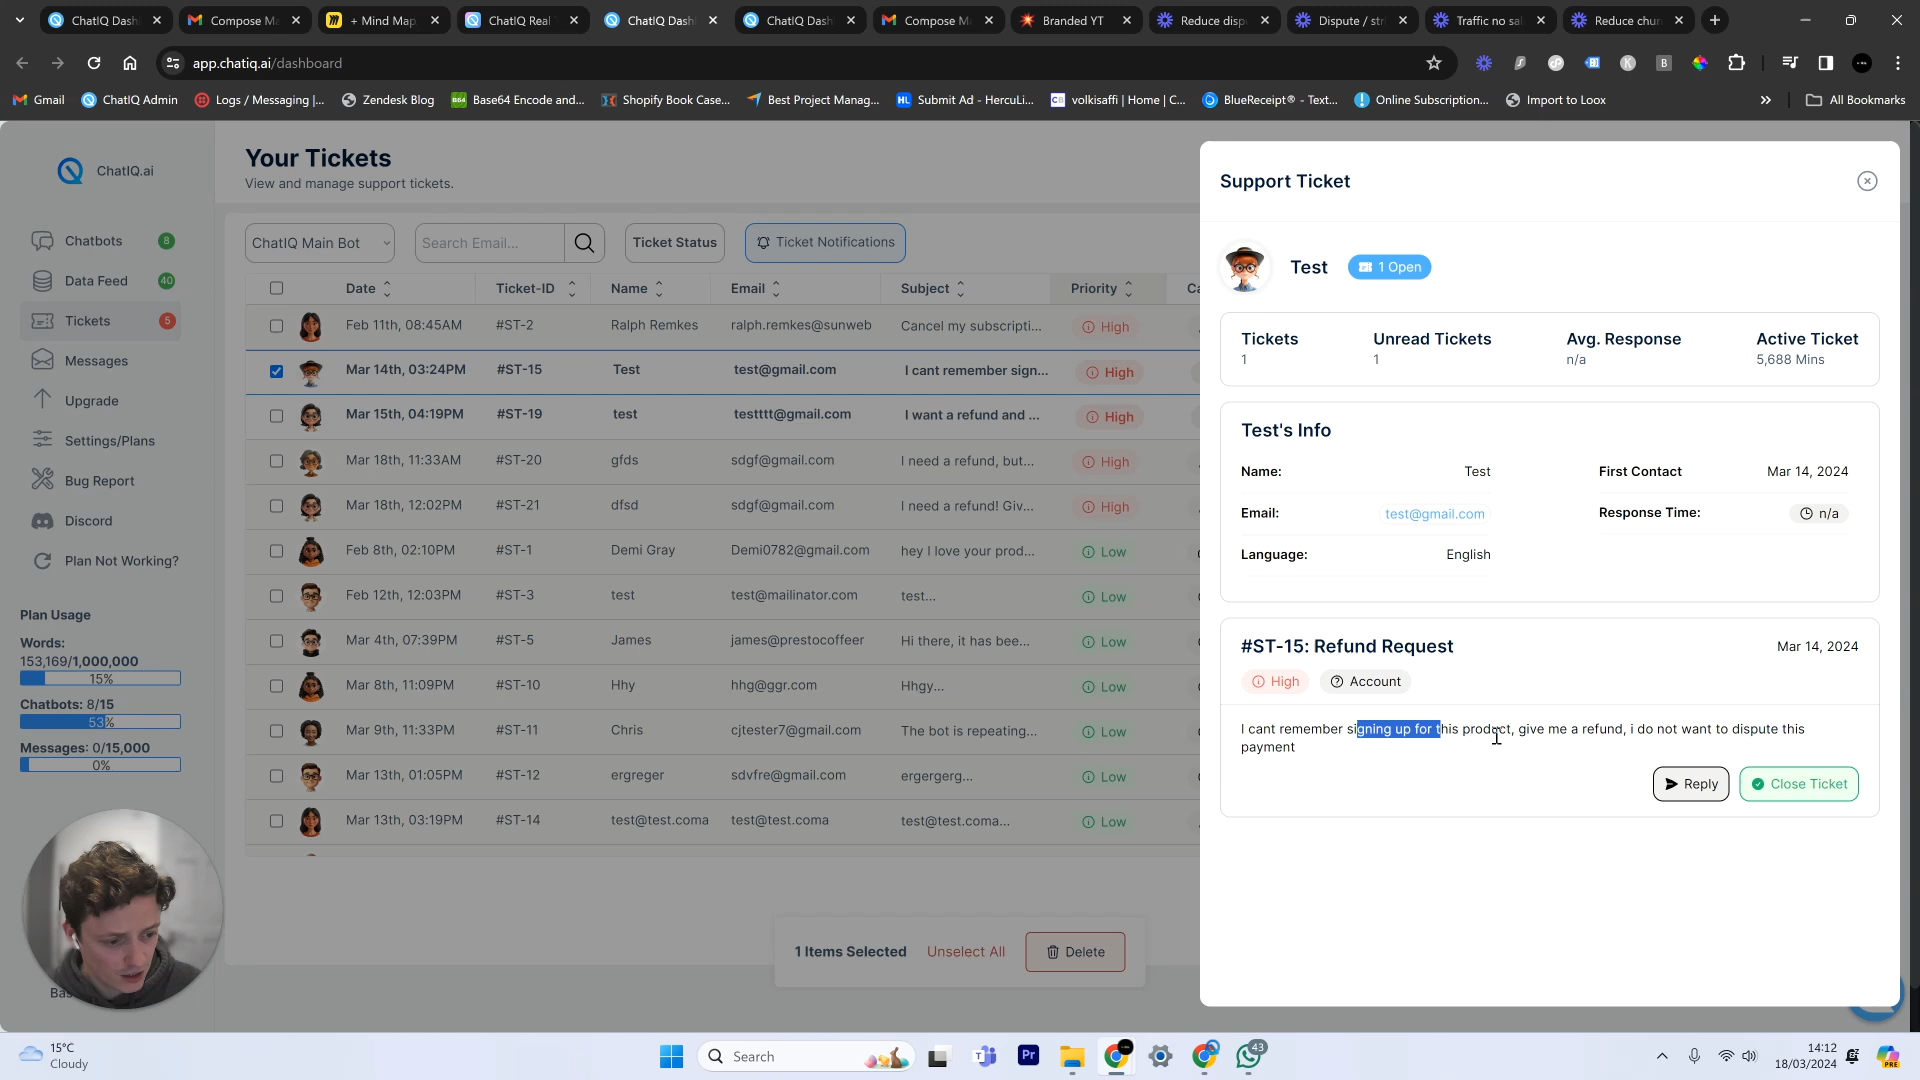 ChatIQ Dash
Compose Ma
+ Mind Map
ChatIQ Real
ChatIQ Dash
ChatIQ Dash
Compose Ma
Branded YT
Reduce disp
Dispute / str
Traffic no sal
Reduce chur
app.chatiq.ai/dashboard
Gmail
ChatIQ Admin
Logs / Messaging |...
Zendesk Blog
Base64 Encode and...
Shopify Book Case...
Best Project Manag...
Submit Ad - HercuLi...
volkisaffi | Home | C...
BlueReceipt® - Text...
Online Subscription...
Import to Loox
All Bookmarks
ChatIQ.ai
Chatbots 8
Data Feed 40
Tickets 5
Messages
Upgrade
Settings/Plans
Bug Report
Discord
Plan Not Working?
Plan Usage
Words:
153,169/1,000,000
15%
Chatbots: 8/15
53%
Messages: 0/15,000
0%
Your Tickets
View and manage support tickets.
ChatIQ Main Bot
Search Email...
Ticket Status
Ticket Notifications
Date Ticket-ID Name Email Subject Priority Ca
Feb 11th, 08:45AM #ST-2 Ralph Remkes ralph.remkes@sunweb Cancel my subscripti... High
Mar 14th, 03:24PM #ST-15 Test test@gmail.com I cant remember sign... High
Mar 15th, 04:19PM #ST-19 test testttt@gmail.com I want a refund and ... High
Mar 18th, 11:33AM #ST-20 gfds sdgf@gmail.com I need a refund, but... High
Mar 18th, 12:02PM #ST-21 dfsd sdgf@gmail.com I need a refund! Giv... High
Feb 8th, 02:10PM #ST-1 Demi Gray Demi0782@gmail.com hey I love your prod... Low
Feb 12th, 12:03PM #ST-3 test test@mailinator.com test... Low
Mar 4th, 07:39PM #ST-5 James james@prestocoffeer Hi there, it has bee... Low
Mar 8th, 11:09PM #ST-10 Hhy hhg@ggr.com Hhgy... Low
Mar 9th, 11:33PM #ST-11 Chris cjtester7@gmail.com The bot is repeating... Low
Mar 13th, 01:05PM #ST-12 ergreger sdvfre@gmail.com ergergerg... Low
Mar 13th, 03:19PM #ST-14 test@test.coma test@test.coma test@test.coma... Low
1 Items Selected
Unselect All
Delete
Support Ticket
Test
1 Open
Tickets Unread Tickets Avg. Response Active Ticket
1 1 n/a 5,688 Mins
Test's Info
Name: Test
First Contact Mar 14, 2024
Email: test@gmail.com
Response Time: n/a
Language: English
#ST-15: Refund Request
Mar 14, 2024
High
Account
I cant remember signing up for this product, give me a refund, i do not want to dispute this
payment
Reply
Close Ticket
15°C
Cloudy
Search
Pr
43
14:12
18/03/2024
PRE